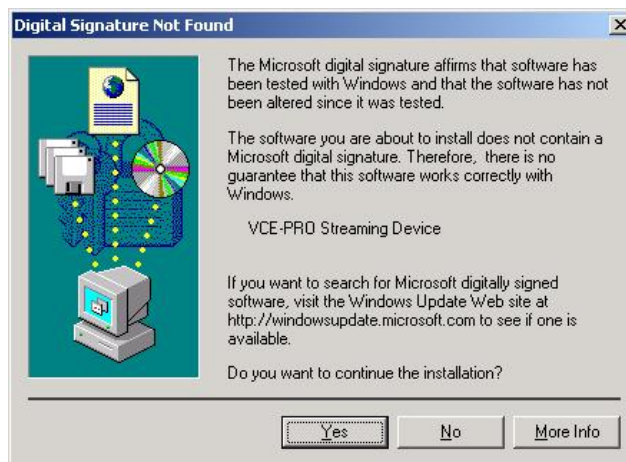 Digital Signature Not Found
The Microsoft digital signature affirms that software has
been tested with Windows and that the software has not
been altered since it was tested.
The software you are about to install does not contain a
Microsoft digital signature. Therefore, there is no
guarantee that this software works correctly with
Windows.
VCE-PRO Streaming Device
If you want to search for Microsoft digitally signed
software, visit the Windows Update Web site at
http://windowsupdate.microsoft.com to see if one is
available.
Do you want to continue the installation?
Yes No More Info